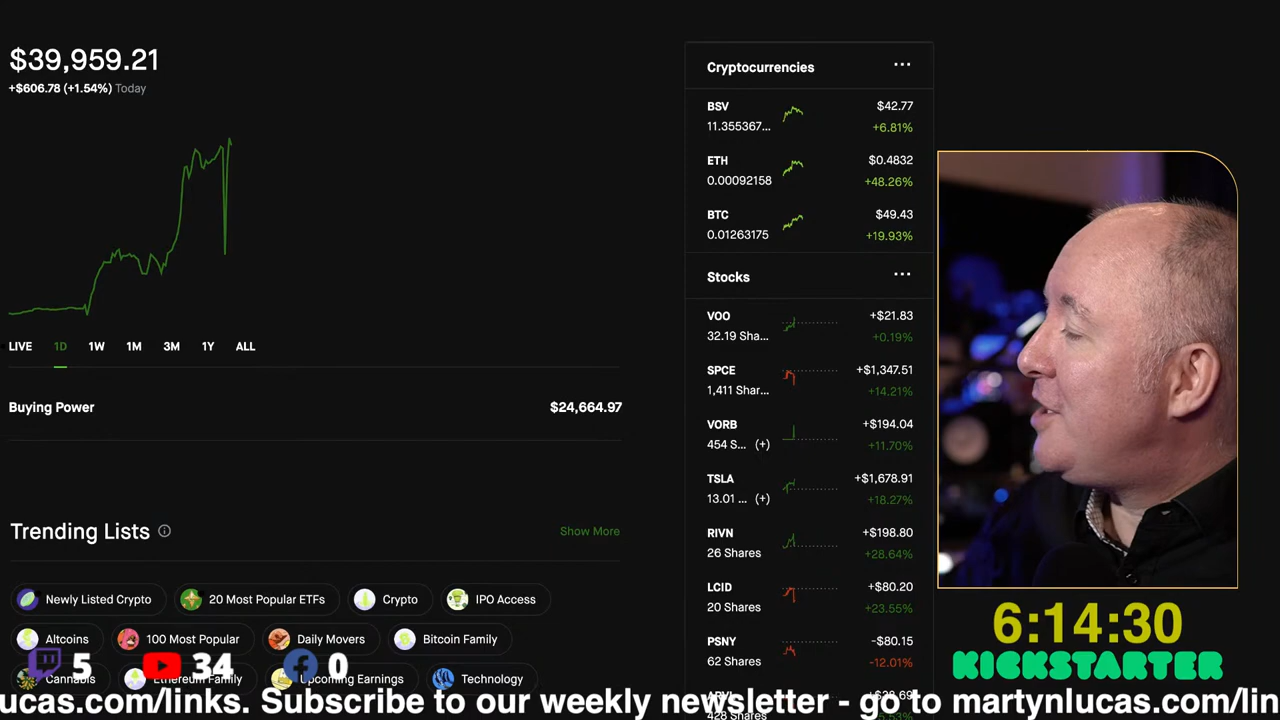 $39,959.21
+$606.78 (+1.54%) Today
LIVE 1D 1W 1M 3M 1Y ALL
Buying Power $24,664.97
Trending Lists Show More
Newly Listed Crypto 20 Most Popular ETFs Crypto IPO Access
Altcoins 100 Most Popular Daily Movers Bitcoin Family
Cannabis Ethereum Family Upcoming Earnings Technology
5 34 0
Cryptocurrencies ...
BSV $42.77
11.355367... +6.81%
ETH $0.4832
0.00092158 +48.26%
BTC $49.43
0.01263175 +19.93%
Stocks ...
VOO +$21.83
32.19 Sha... +0.19%
SPCE +$1,347.51
1,411 Shar... +14.21%
VORB +$194.04
454 S... (+) +11.70%
TSLA +$1,678.91
13.01 ... (+) +18.27%
RIVN +$198.80
26 Shares +28.64%
LCID +$80.20
20 Shares +23.55%
PSNY -$80.15
62 Shares -12.01%
428 Shares
6:14:30
KICKSTARTER
ucas.com/links. Subscribe to our weekly newsletter - go to martynlucas.com/lin